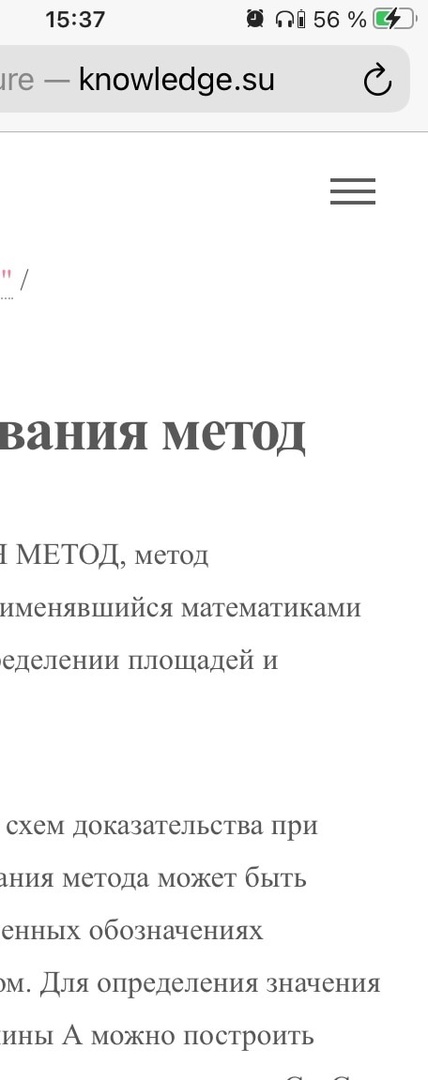 15:37 56 %
ure — knowledge.su
" /
вания метод
Я МЕТОД, метод
именявшийся математиками
ределении площадей и
схем доказательства при
ания метода может быть
енных обозначениях
ом. Для определения значения
ины А можно построить